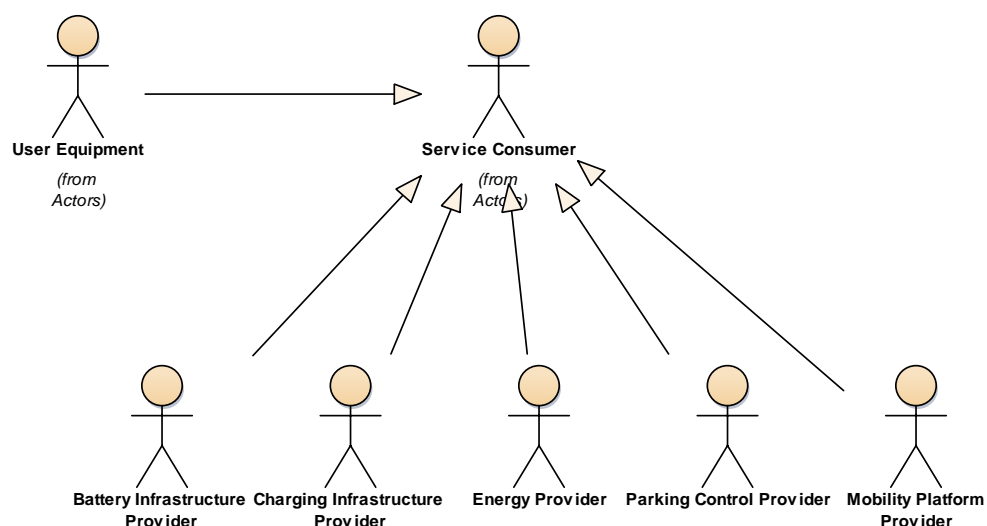 User Equipment
(from
Actors)
Service Consumer
(from
Actors)
Battery Infrastructure
Provider
Charging Infrastructure
Provider
Energy Provider
Parking Control Provider
Mobility Platform
Provider